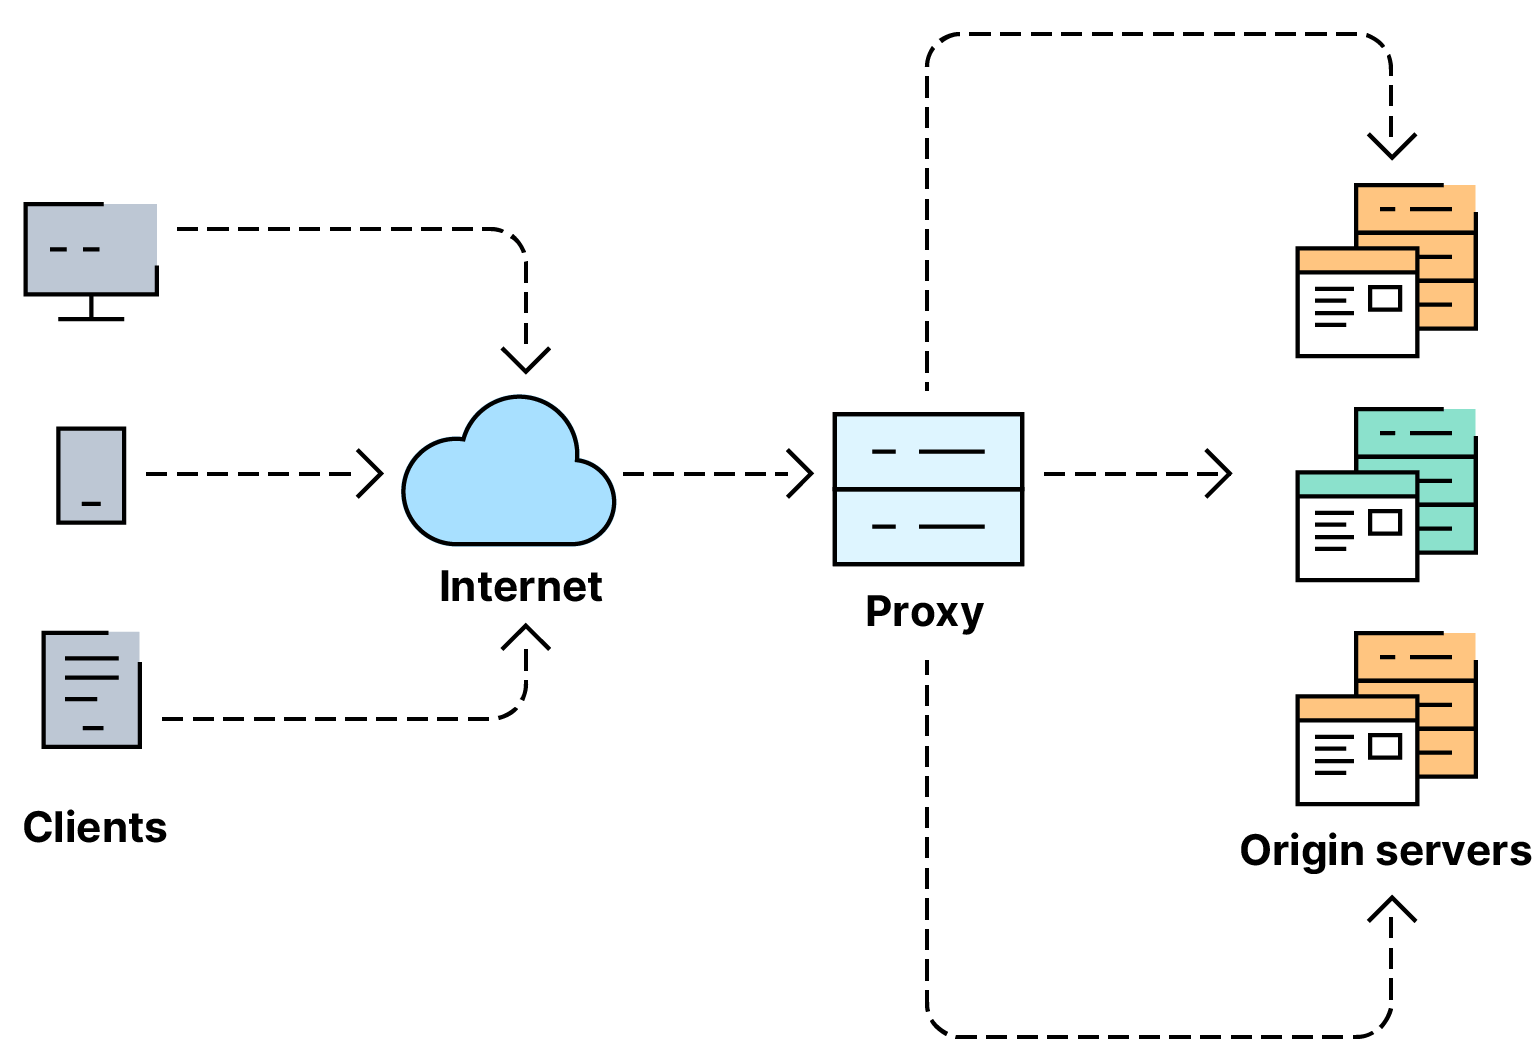 Internet
Proxy
Clients
Origin servers